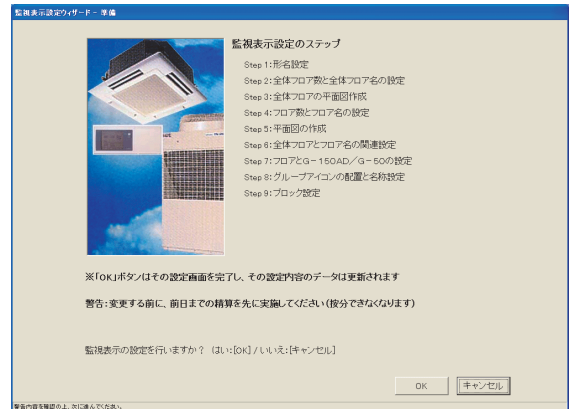 監視表示設定ウィザード - 準備
監視表示設定のステップ
Step 1:形名設定
Step 2:全体フロア数と全体フロア名の設定
Step 3:全体フロアの平面図作成
Step 4:フロア数とフロア名の設定
Step 5:平面図の作成
Step 6:全体フロアとフロア名の関連設定
Step 7:フロアとG-150AD/G-50の設定
Step 8:グループアイコンの配置と名称設定
Step 9:ブロック設定
※「OK」ボタンはその設定画面を完了し、その設定内容のデータは更新されます
警告:変更する前に、前日までの精算を先に実施してください(按分できなくなります)
監視表示の設定を行いますか? はい:[OK] / いいえ:[キャンセル]
OK
キャンセル
警告内容を確認の上、次に進んでください。